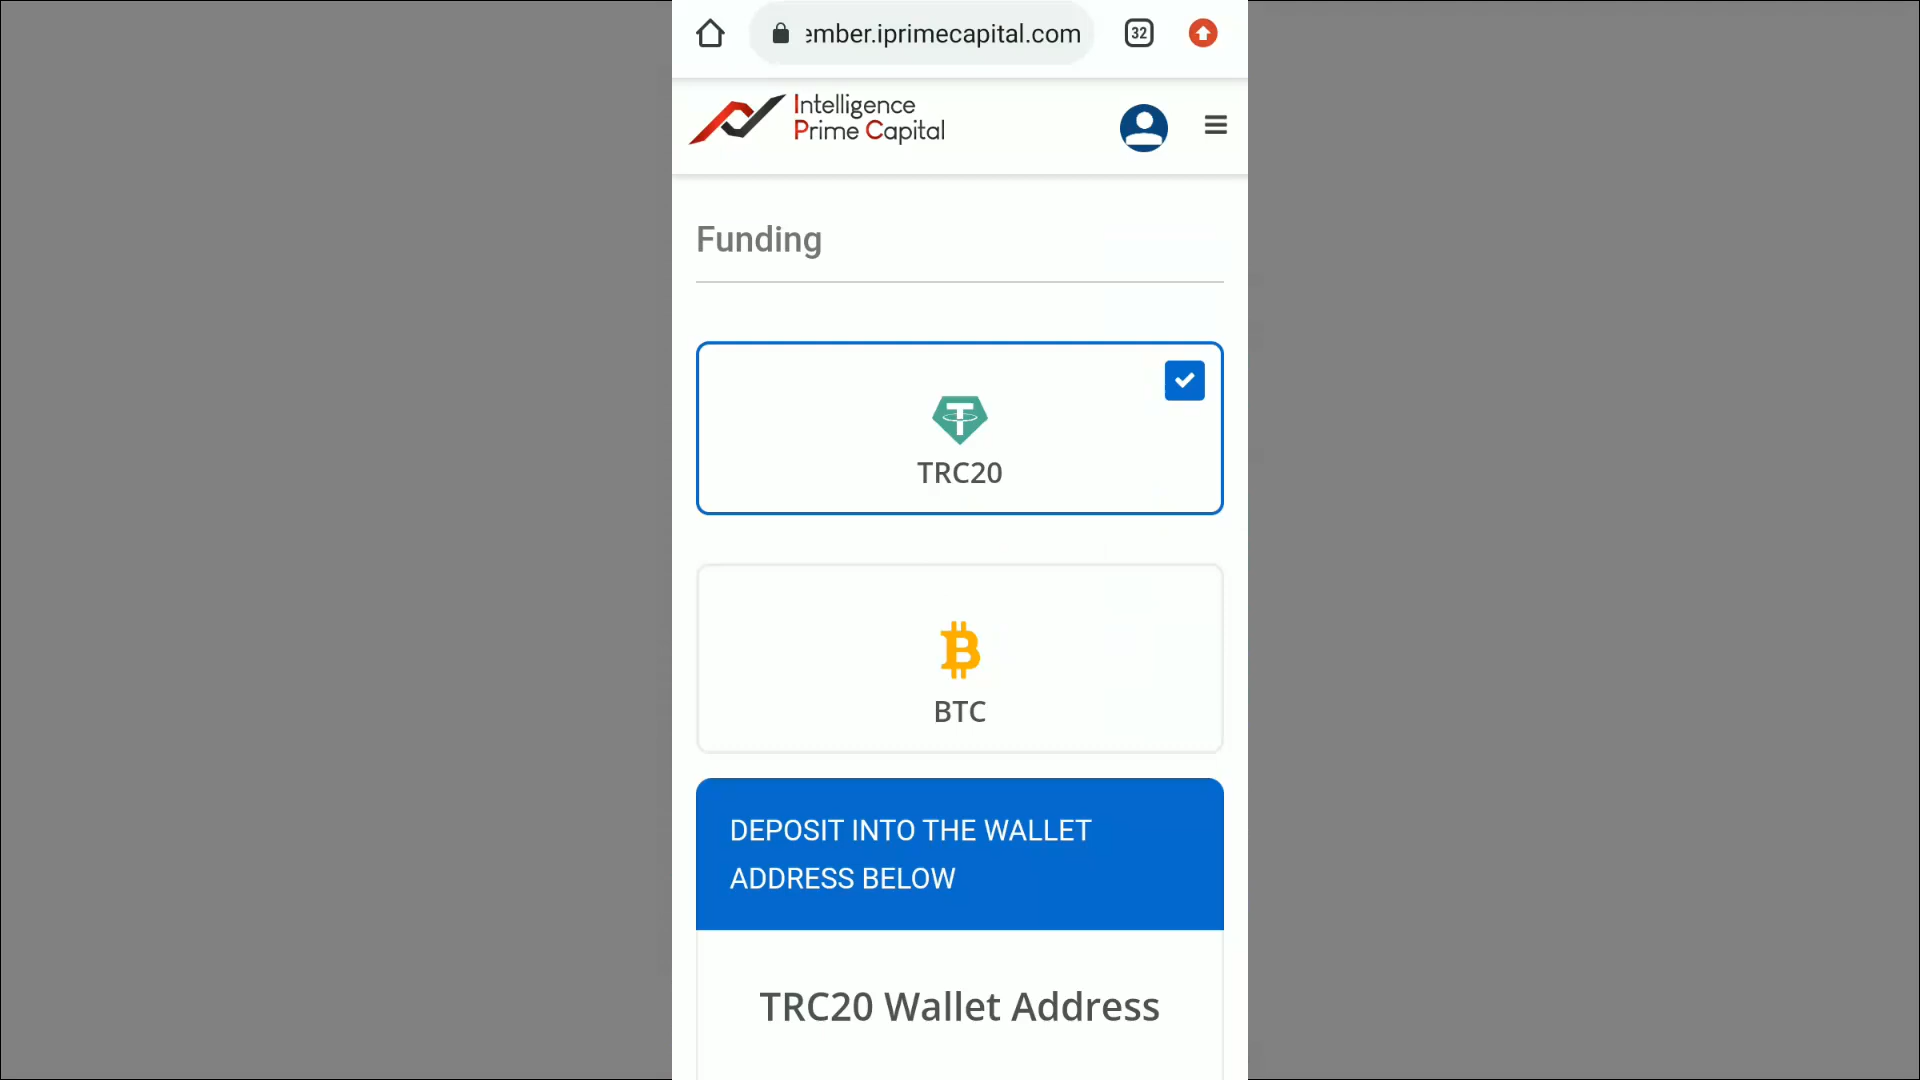 ember.iprimecapital.com
32
Intelligence
Prime Capital
Funding
TRC20
BTC
DEPOSIT INTO THE WALLET
ADDRESS BELOW
TRC20 Wallet Address